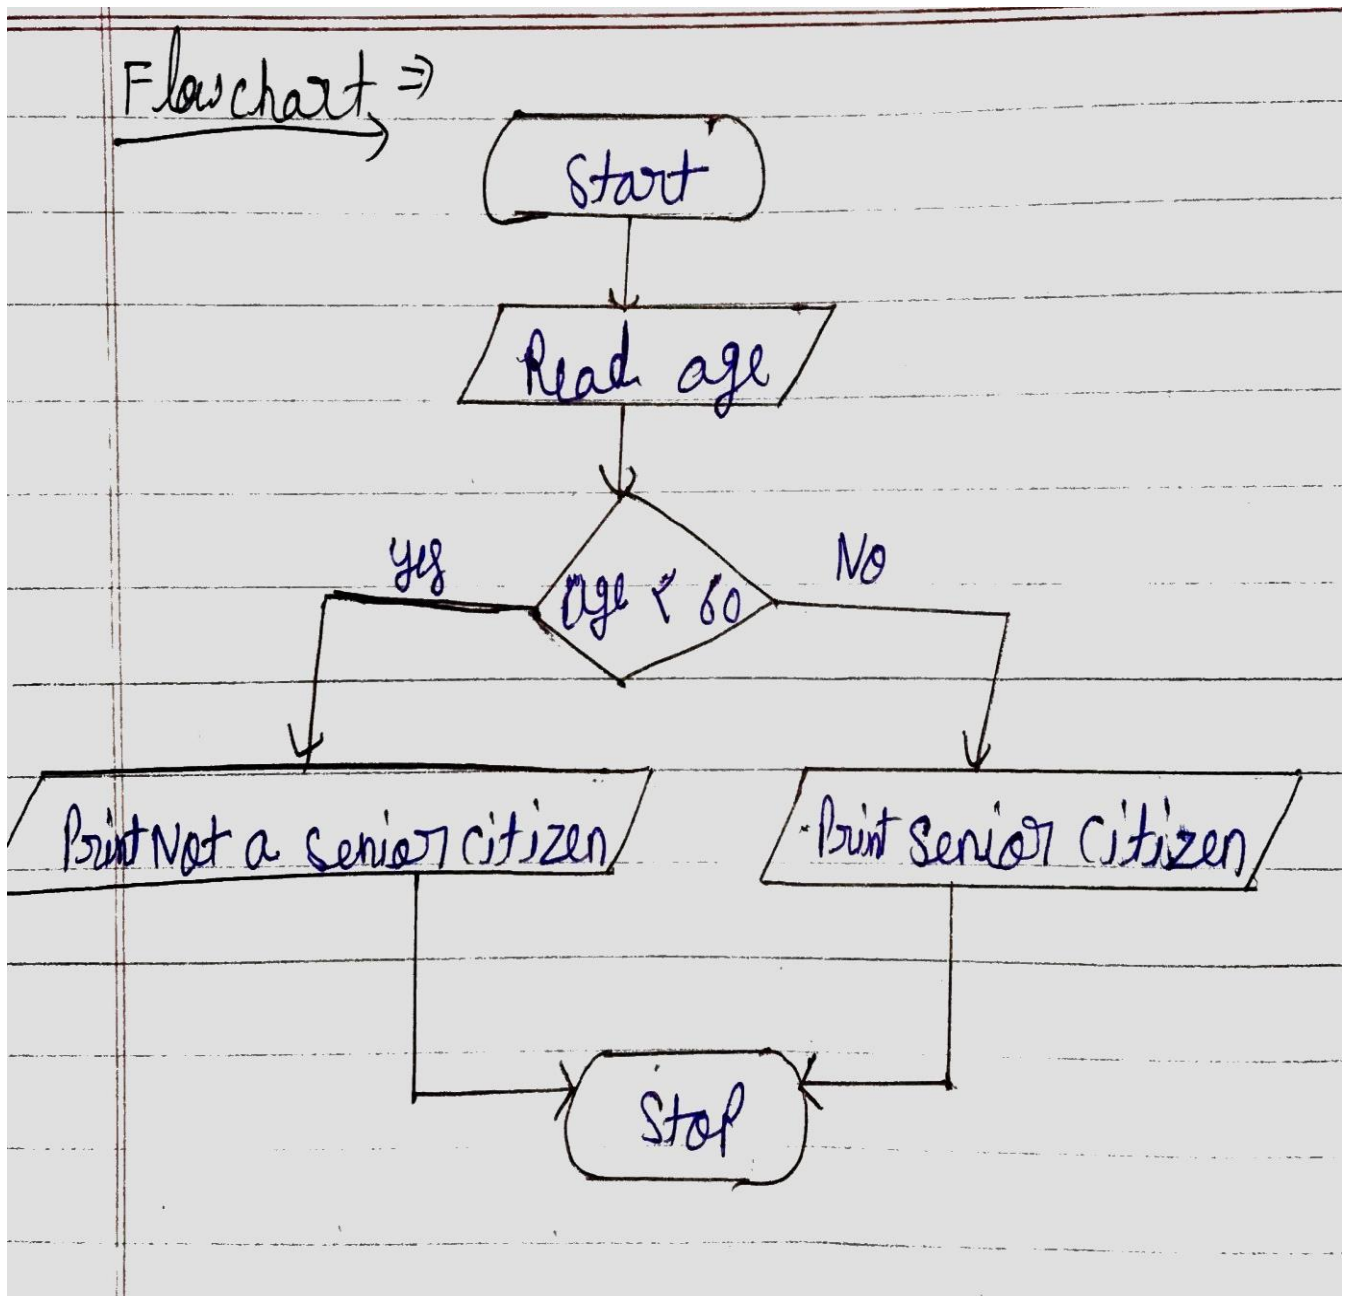 Flowchart ⇒
Start
Read age
Yes
No
age < 60
Print Not a senior citizen
Print senior citizen
Stop